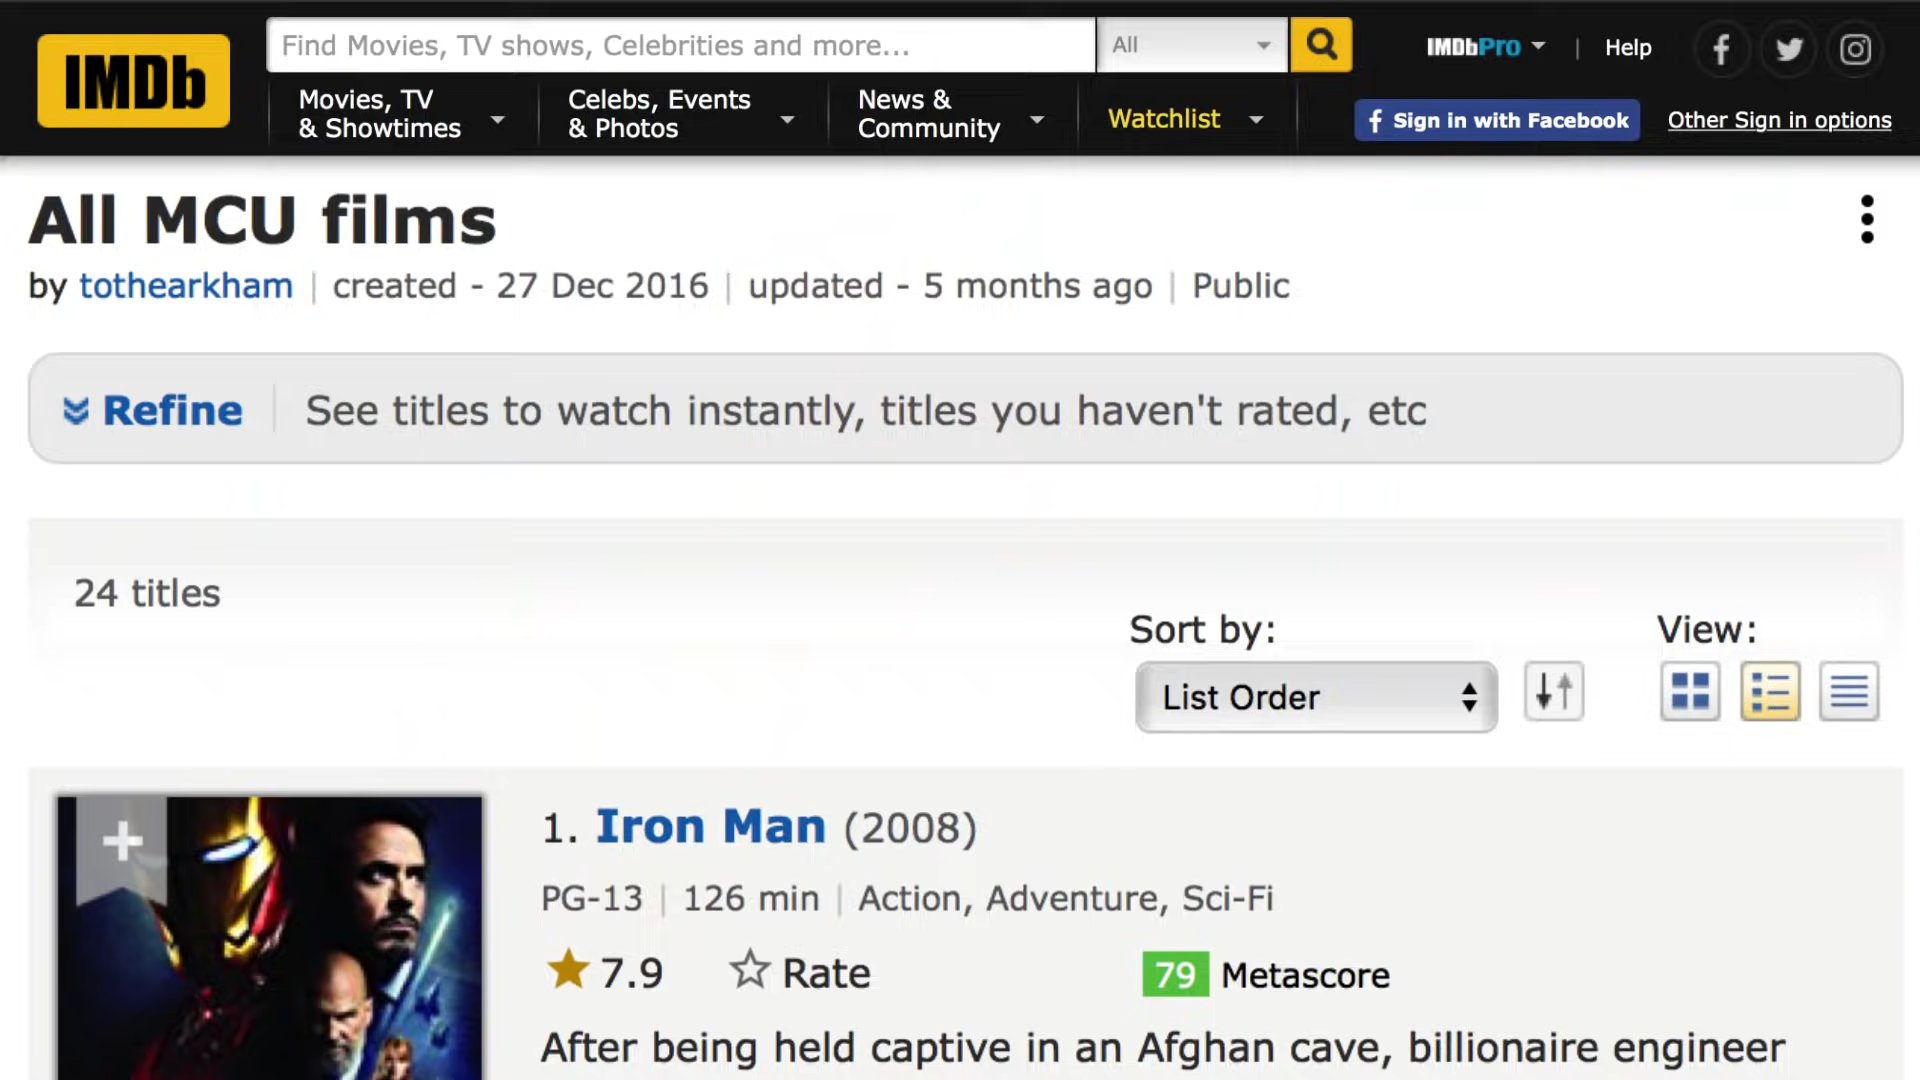 IMDb
Find Movies, TV shows, Celebrities and more...
All
IMDbPro
Help
Movies, TV
& Showtimes
Celebs, Events
& Photos
News &
Community
Watchlist
f Sign in with Facebook
Other Sign in options
All MCU films
by tothearkham | created - 27 Dec 2016 | updated - 5 months ago | Public
Refine
See titles to watch instantly, titles you haven't rated, etc
24 titles
Sort by:
View:
List Order
1. Iron Man (2008)
PG-13 | 126 min | Action, Adventure, Sci-Fi
7.9
Rate
79 Metascore
After being held captive in an Afghan cave, billionaire engineer